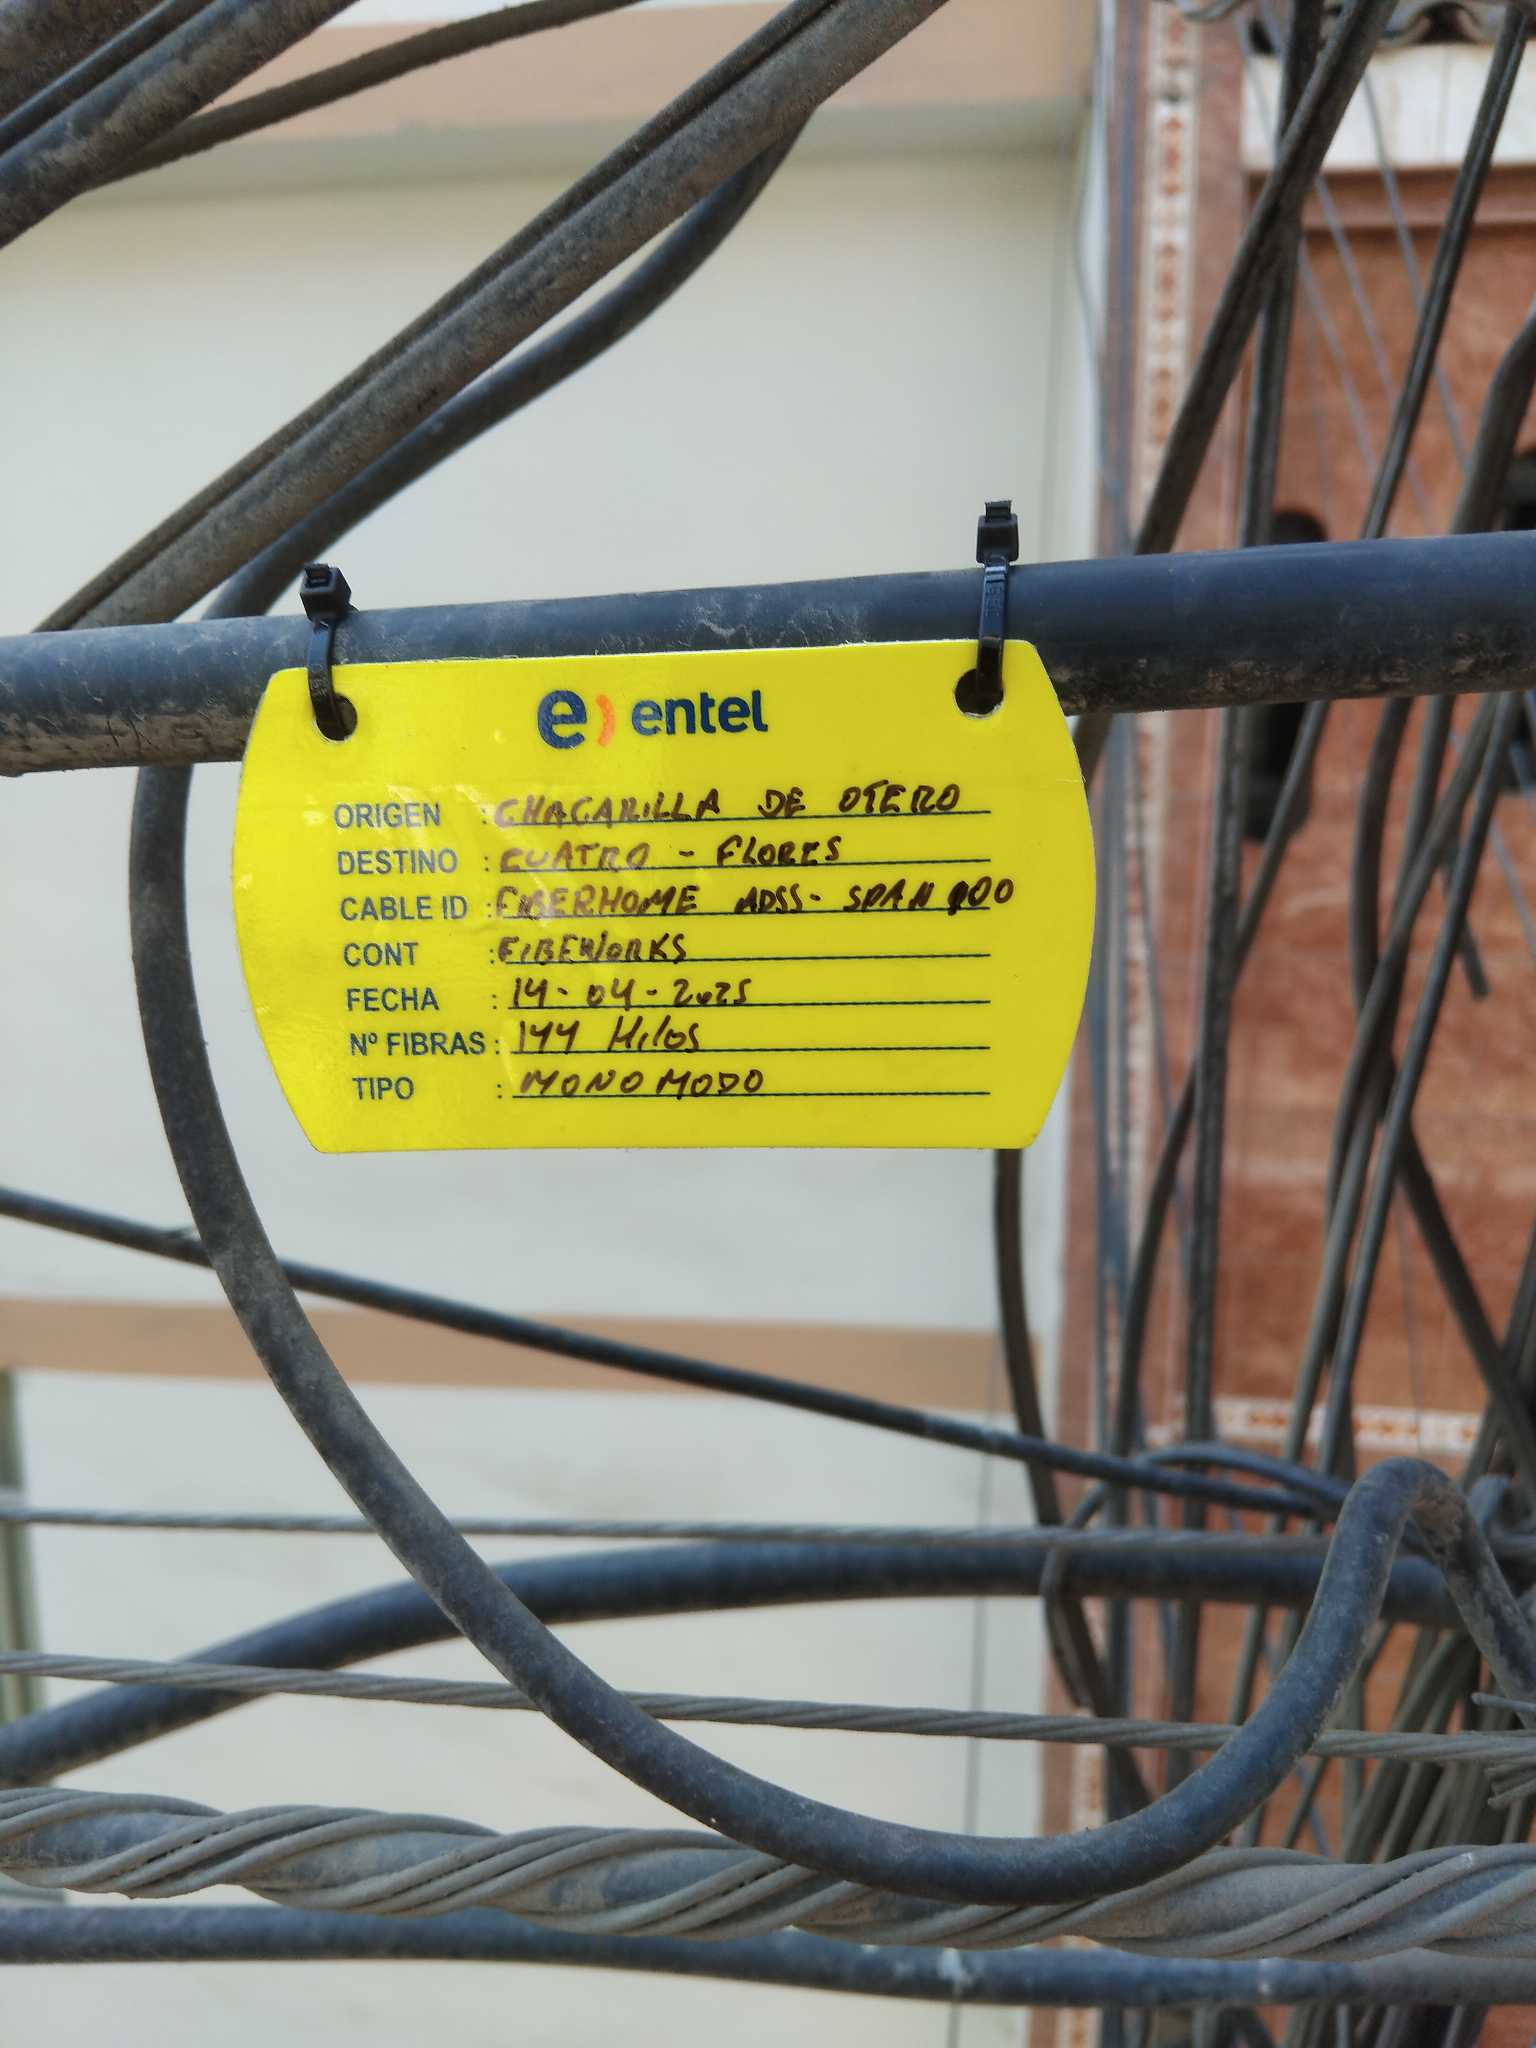 e) entel
ORIGEN : CHACARILLA DE OTERO
DESTINO : CUATRO - FLORES
CABLE ID : FIBERHOME ADSS - SPAN 100
CONT : FIBEWORKS
FECHA : 14-04-2025
Nº FIBRAS : 144 Hilos
TIPO : MONOMODO